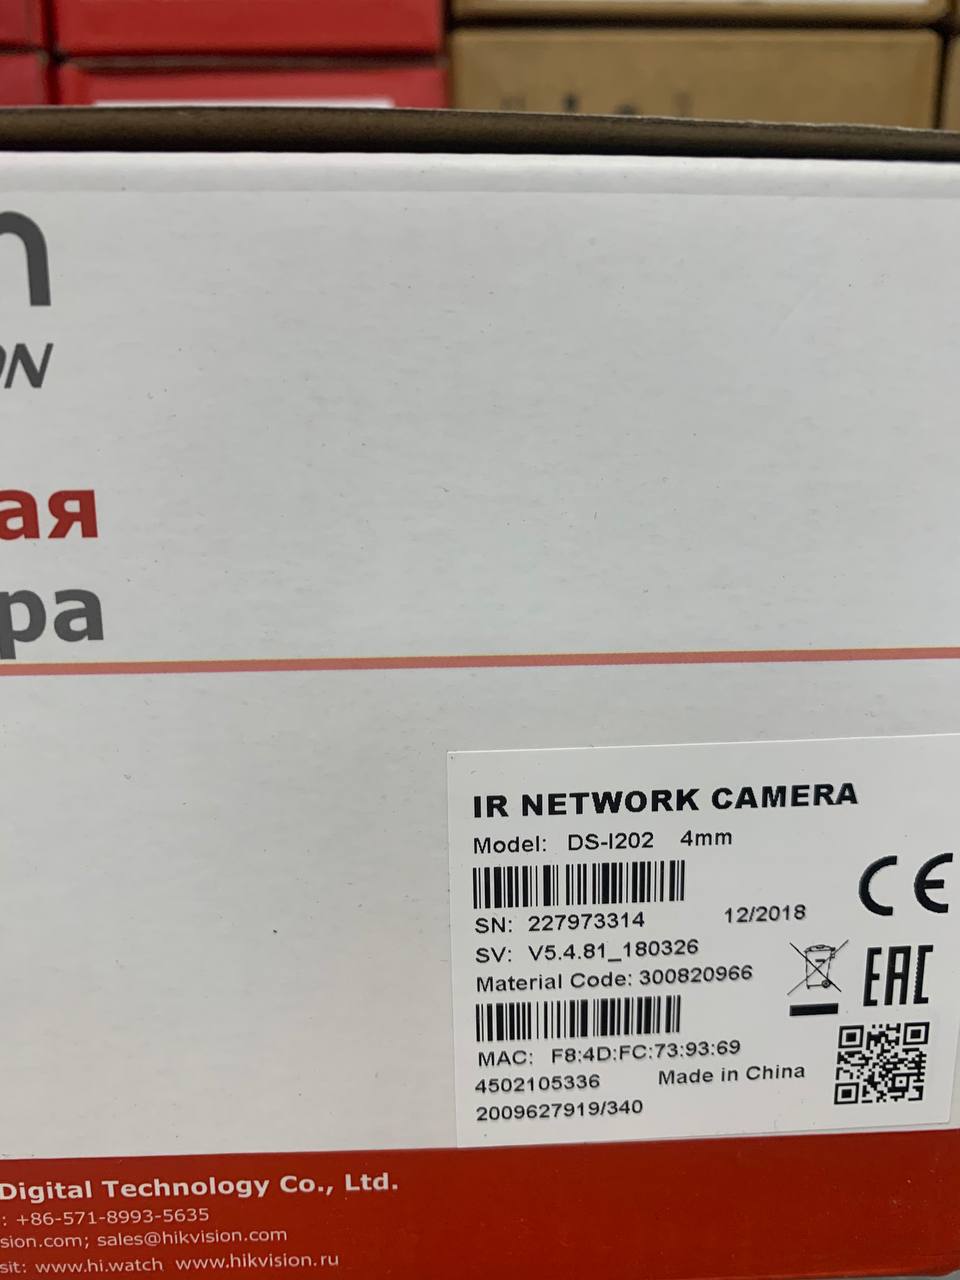 n
ON
ая
ра
IR NETWORK CAMERA
Model: DS-I202 4mm
SN: 227973314 12/2018
SV: V5.4.81_180326
Material Code: 300820966
MAC: F8:4D:FC:73:93:69
4502105336 Made in China
2009627919/340
CE
EAC
Digital Technology Co., Ltd.
: +86-571-8993-5635
sion.com; sales@hikvision.com
sit: www.hi.watch www.hikvision.ru